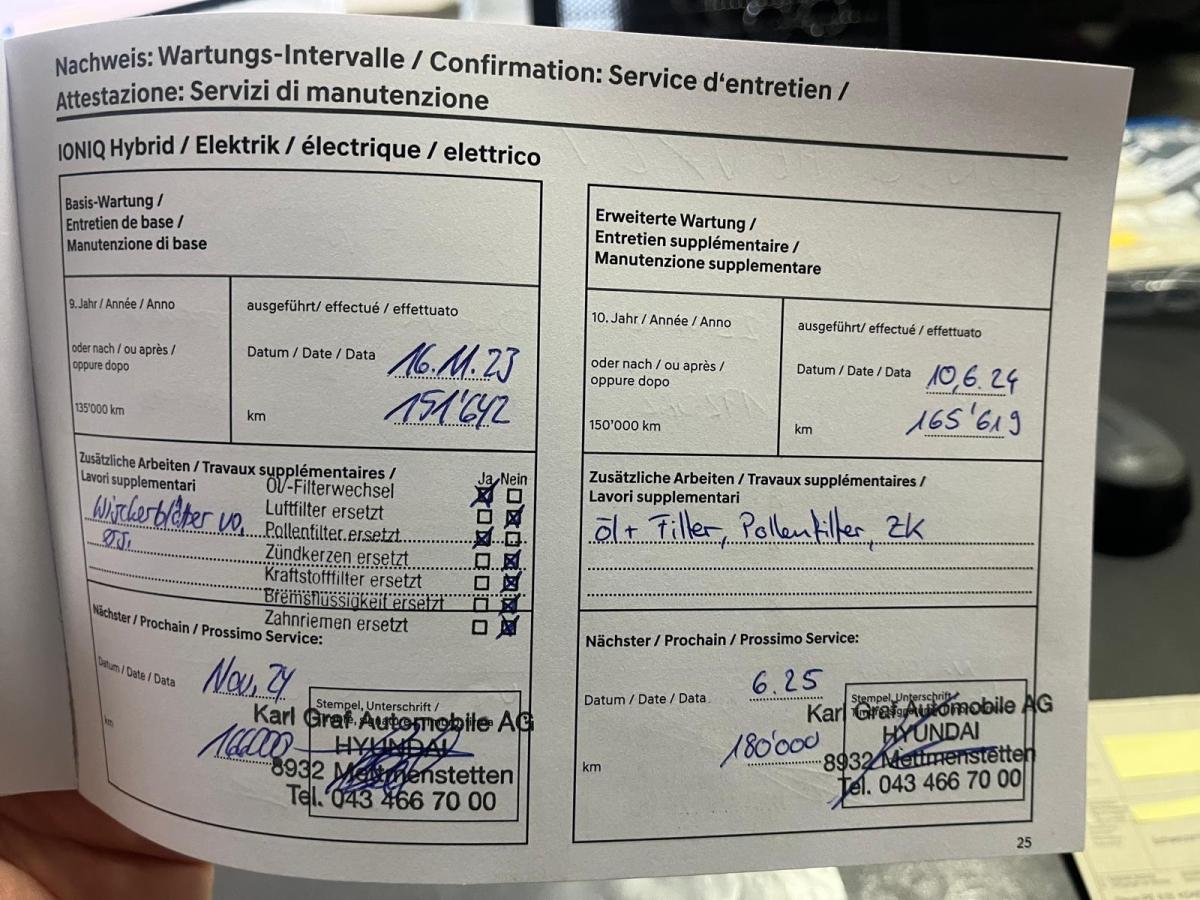 Nachweis: Wartungs-Intervalle / Confirmation: Service d'entretien /
Attestazione: Servizi di manutenzione
IONIQ Hybrid / Elektrik / électrique / elettrico
Basis-Wartung /
Entretien de base /
Manutenzione di base
9. Jahr / Année / Anno
oder nach / ou après /
oppure dopo
135'000 km
ausgeführt/ effectué / effettuato
Datum / Date / Data 16.11.23
km 151'642
Zusätzliche Arbeiten / Travaux supplémentaires /
Lavori supplementari
Ja Nein
Öl/-Filterwechsel
Luftfilter ersetzt
Pollenfilter ersetzt
Zündkerzen ersetzt
Kraftstofffilter ersetzt
Bremsflüssigkeit ersetzt
Zahnriemen ersetzt
Wischerblätter vo,
Nächster / Prochain / Prossimo Service:
Datum / Date / Data Nov, 24
km 166000
Stempel, Unterschrift /
Karl Graf Automobile AG
HYUNDAI
8932 Mettmenstetten
Tel. 043 466 70 00
Erweiterte Wartung /
Entretien supplémentaire /
Manutenzione supplementare
10. Jahr / Année / Anno
oder nach / ou après /
oppure dopo
150'000 km
ausgeführt/ effectué / effettuato
Datum / Date / Data 10,6.24
km 165'619
Zusätzliche Arbeiten / Travaux supplémentaires /
Lavori supplementari
Öl + Filter, Pollenfilter, ZK
Nächster / Prochain / Prossimo Service:
Datum / Date / Data 6.25
km 180'000
Stempel, Unterschrift /
Karl Graf Automobile AG
HYUNDAI
8932 Mettmenstetten
Tel. 043 466 70 00
25